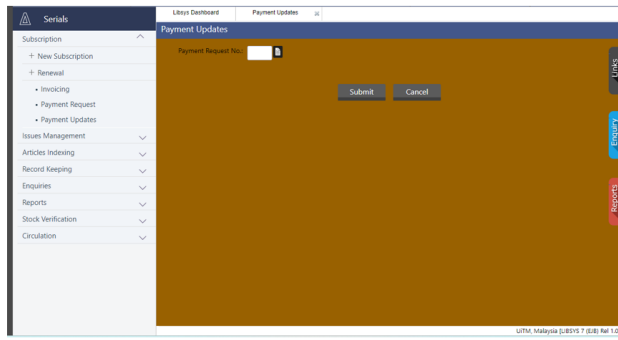 Serials
Libsys Dashboard
Payment Updates
Payment Updates
Subscription
+ New Subscription
+ Renewal
• Invoicing
• Payment Request
• Payment Updates
Issues Management
Articles Indexing
Record Keeping
Enquiries
Reports
Stock Verification
Circulation
Payment Request No.:
Submit
Cancel
Links
Enquiry
Reports
UiTM, Malaysia [LIBSYS 7 (EJB) Rel 1.0